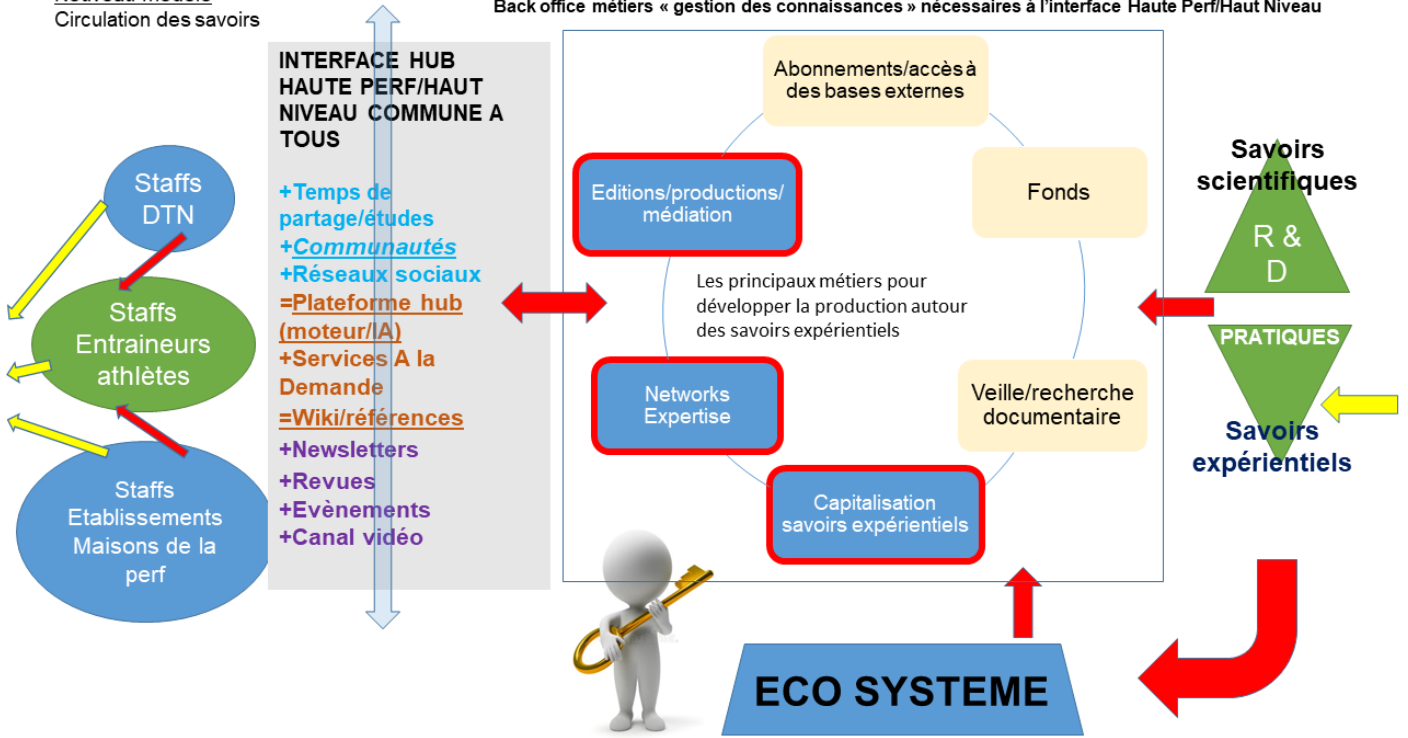 Nouveau modèle
Circulation des savoirs
Back office métiers « gestion des connaissances » nécessaires à l'interface Haute Perf/Haut Niveau
Staffs
DTN
Staffs
Entraineurs
athlètes
Staffs
Etablissements
Maisons de la
perf
INTERFACE HUB
HAUTE PERF/HAUT
NIVEAU COMMUNE A
TOUS
+Temps de
partage/études
+Communautés
+Réseaux sociaux
=Plateforme hub
(moteur/IA)
+Services A la
Demande
=Wiki/références
+Newsletters
+Revues
+Evènements
+Canal vidéo
Abonnements/accès à
des bases externes
Editions/productions/
médiation
Fonds
Les principaux métiers pour
développer la production autour
des savoirs expérientiels
Networks
Expertise
Veille/recherche
documentaire
Capitalisation
savoirs expérientiels
Savoirs
scientifiques
R &
D
PRATIQUES
Savoirs
expérientiels
ECO SYSTEME